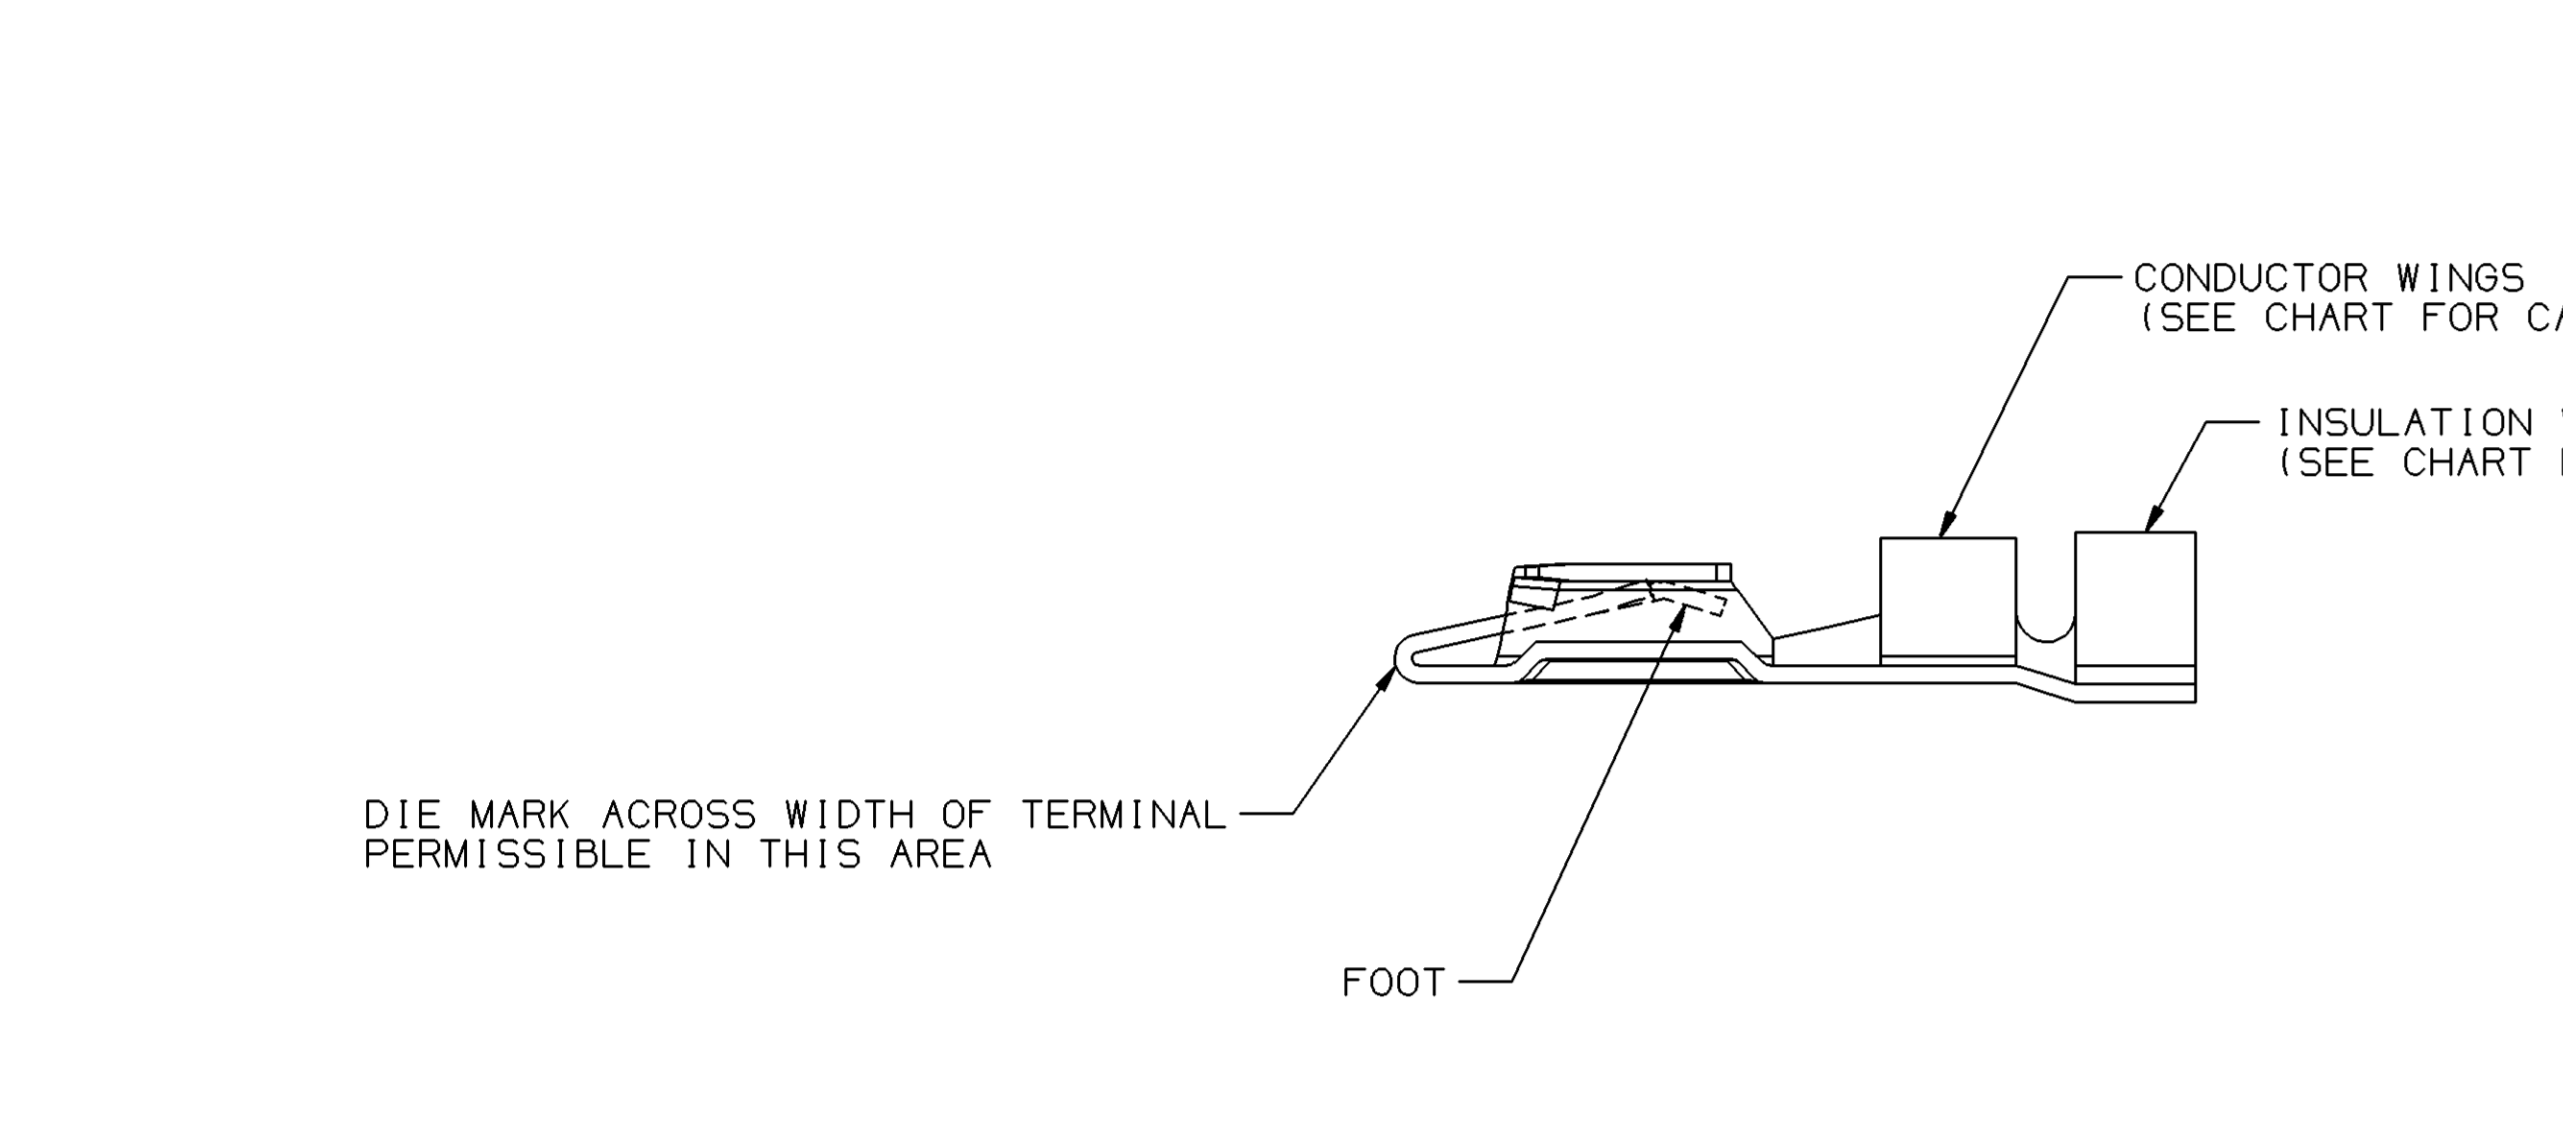 CONDUCTOR WINGS
(SEE CHART FOR
INSULATION
(SEE CHART
DIE MARK ACROSS WIDTH OF TERMINAL
PERMISSIBLE IN THIS AREA
FOOT